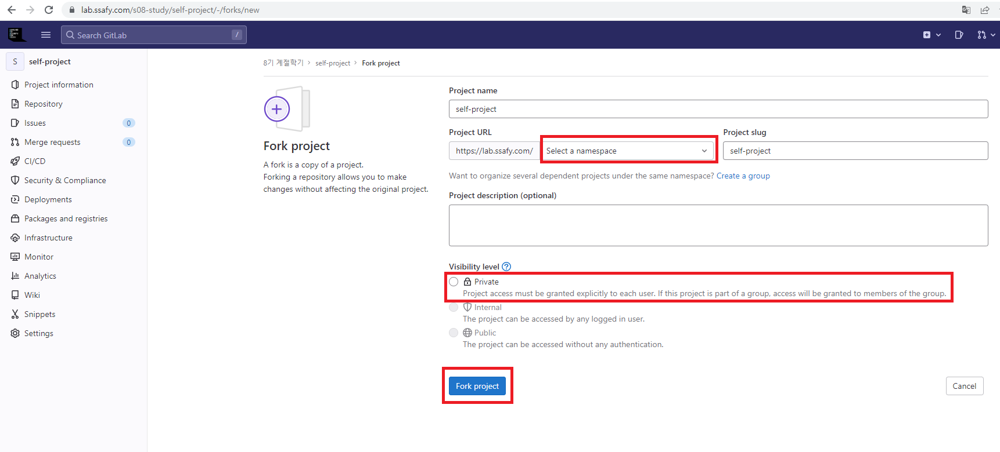 lab.ssafy.com/s08-study/self-project/-/forks/new
Search GitLab /
S self-project
Project information
Repository
Issues 0
Merge requests 0
CI/CD
Security & Compliance
Deployments
Packages and registries
Infrastructure
Monitor
Analytics
Wiki
Snippets
Settings
8기 계절학기 > self-project > Fork project
Fork project
A fork is a copy of a project.
Forking a repository allows you to make
changes without affecting the original project.
Project name
self-project
Project URL
https://lab.ssafy.com/ Select a namespace
Project slug
self-project
Want to organize several dependent projects under the same namespace? Create a group
Project description (optional)
Visibility level ?
Private
Project access must be granted explicitly to each user. If this project is part of a group, access will be granted to members of the group.
Internal
The project can be accessed by any logged in user.
Public
The project can be accessed without any authentication.
Fork project
Cancel